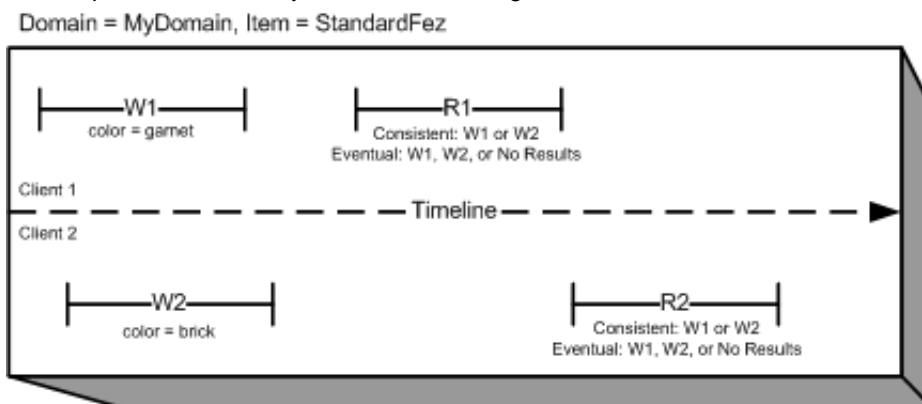 Domain = MyDomain, Item = StandardFez
W1
color = garnet
R1
Consistent: W1 or W2
Eventual: W1, W2, or No Results
Client 1
Timeline
Client 2
W2
color = brick
R2
Consistent: W1 or W2
Eventual: W1, W2, or No Results